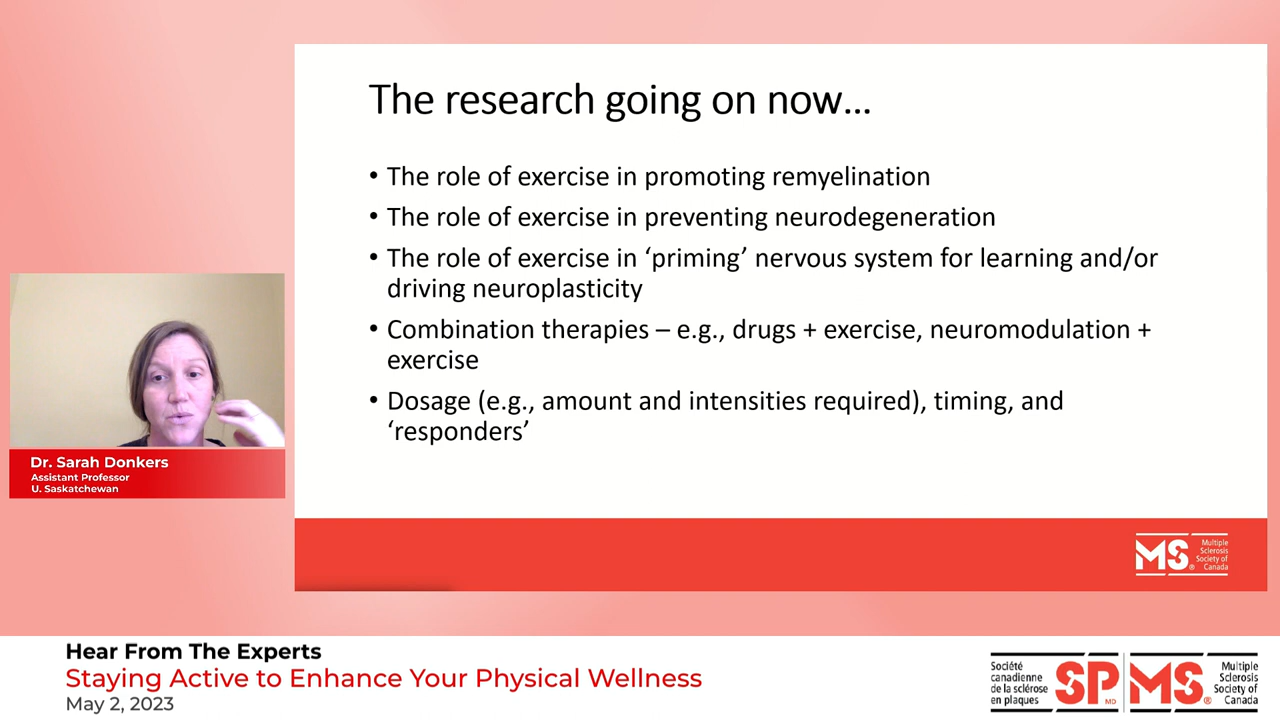 The research going on now...
• The role of exercise in promoting remyelination
• The role of exercise in preventing neurodegeneration
• The role of exercise in ‘priming’ nervous system for learning and/or
driving neuroplasticity
• Combination therapies – e.g., drugs + exercise, neuromodulation +
exercise
• Dosage (e.g., amount and intensities required), timing, and
‘responders’
Dr. Sarah Donkers
Assistant Professor
U. Saskatchewan
MS®
Multiple
Sclerosis
Society of
Canada
Hear From The Experts
Staying Active to Enhance Your Physical Wellness
May 2, 2023
Société
canadienne
de la sclérose
en plaques
SP MD
MS®
Multiple
Sclerosis
Society of
Canada